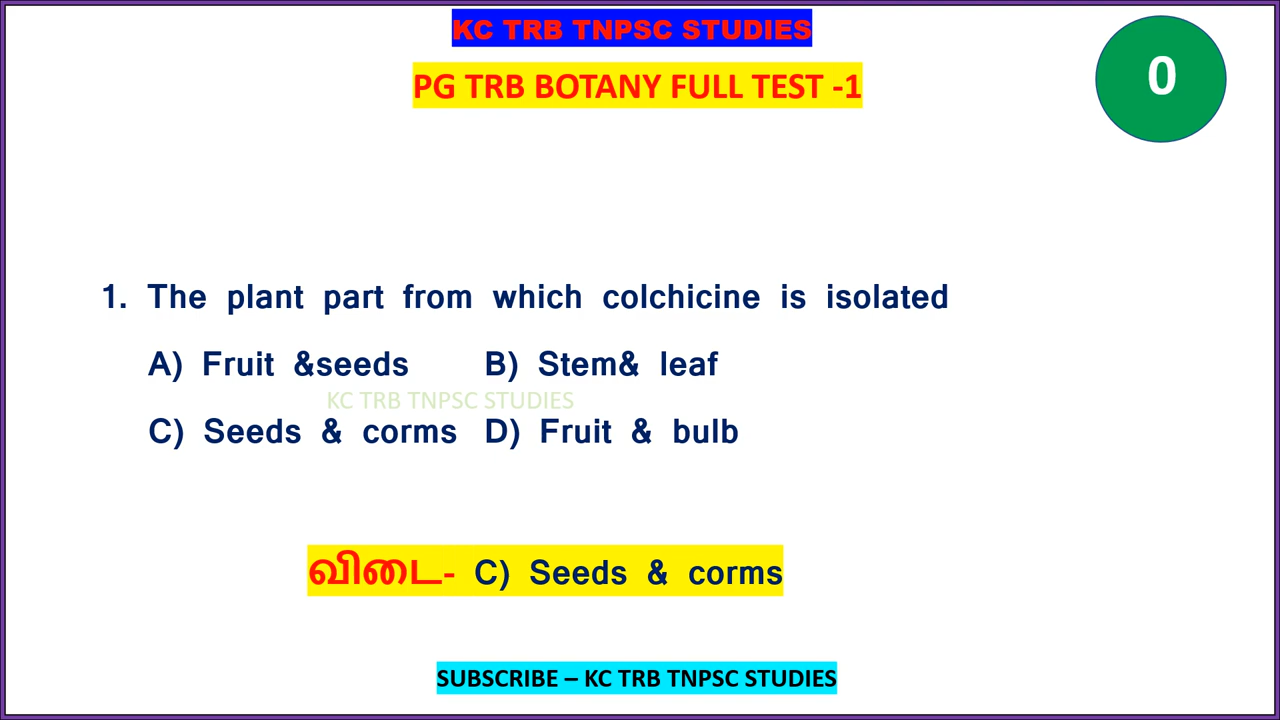 KC TRB TNPSC STUDIES
PG TRB BOTANY FULL TEST -1
0
1. The plant part from which colchicine is isolated
A) Fruit &seeds B) Stem& leaf
KC TRB TNPSC STUDIES
C) Seeds & corms D) Fruit & bulb
விடை- C) Seeds & corms
SUBSCRIBE – KC TRB TNPSC STUDIES